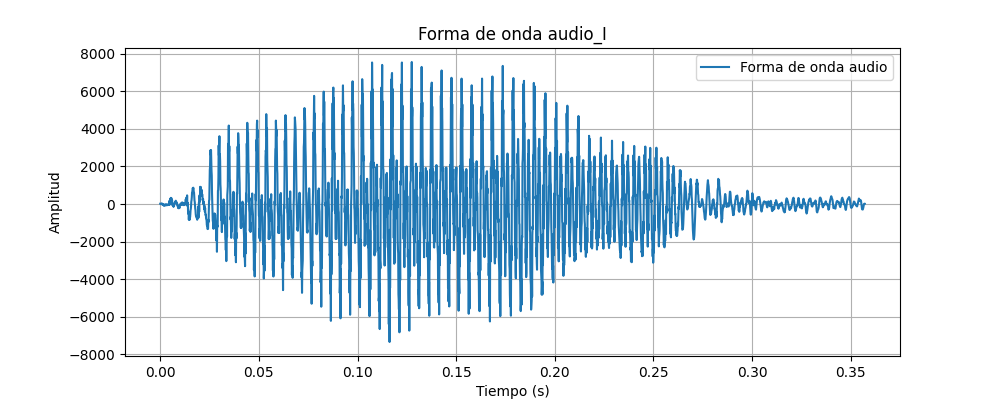 Forma de onda audio_I
Forma de onda audio
Amplitud
8000
6000
4000
2000
0
−2000
−4000
−6000
−8000
0.00 0.05 0.10 0.15 0.20 0.25 0.30 0.35
Tiempo (s)